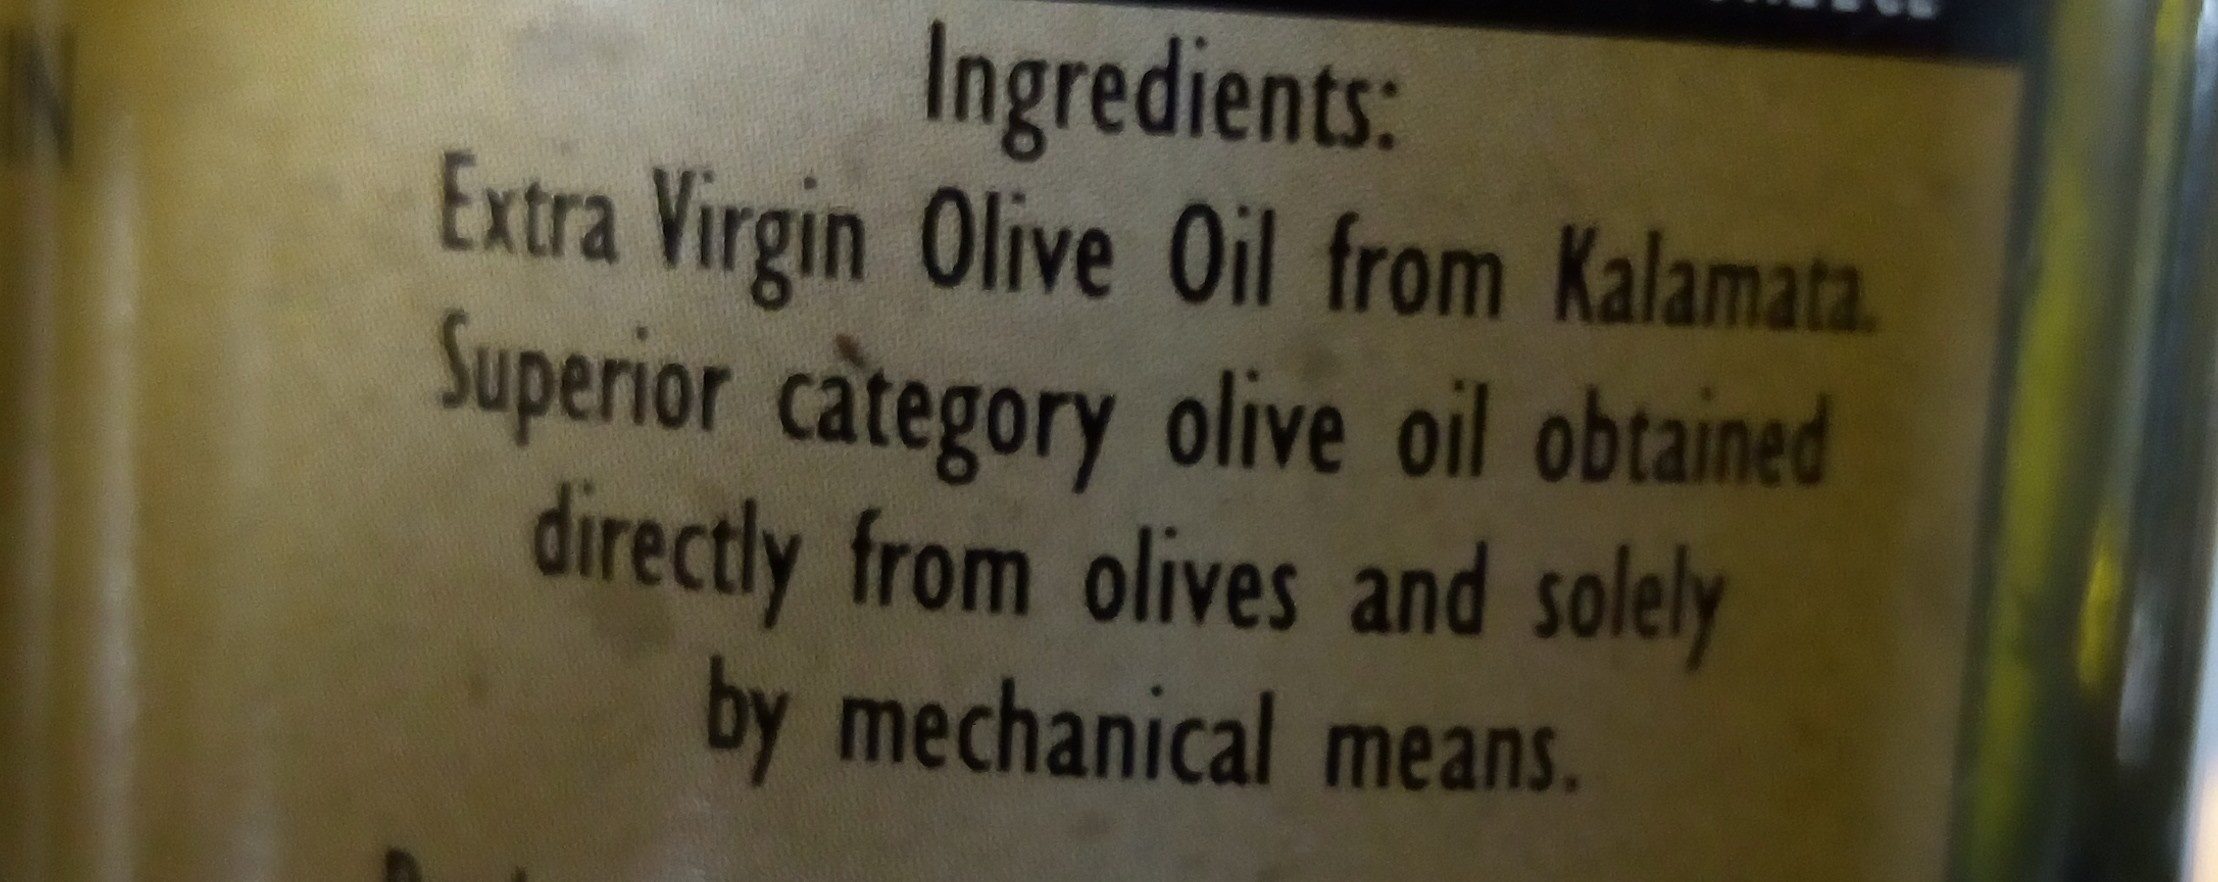 Ingredients:
Extra Virgin Olive Oil from Kalamata.
Superior category olive oil obtained
directly from olives and solely
by mechanical means.